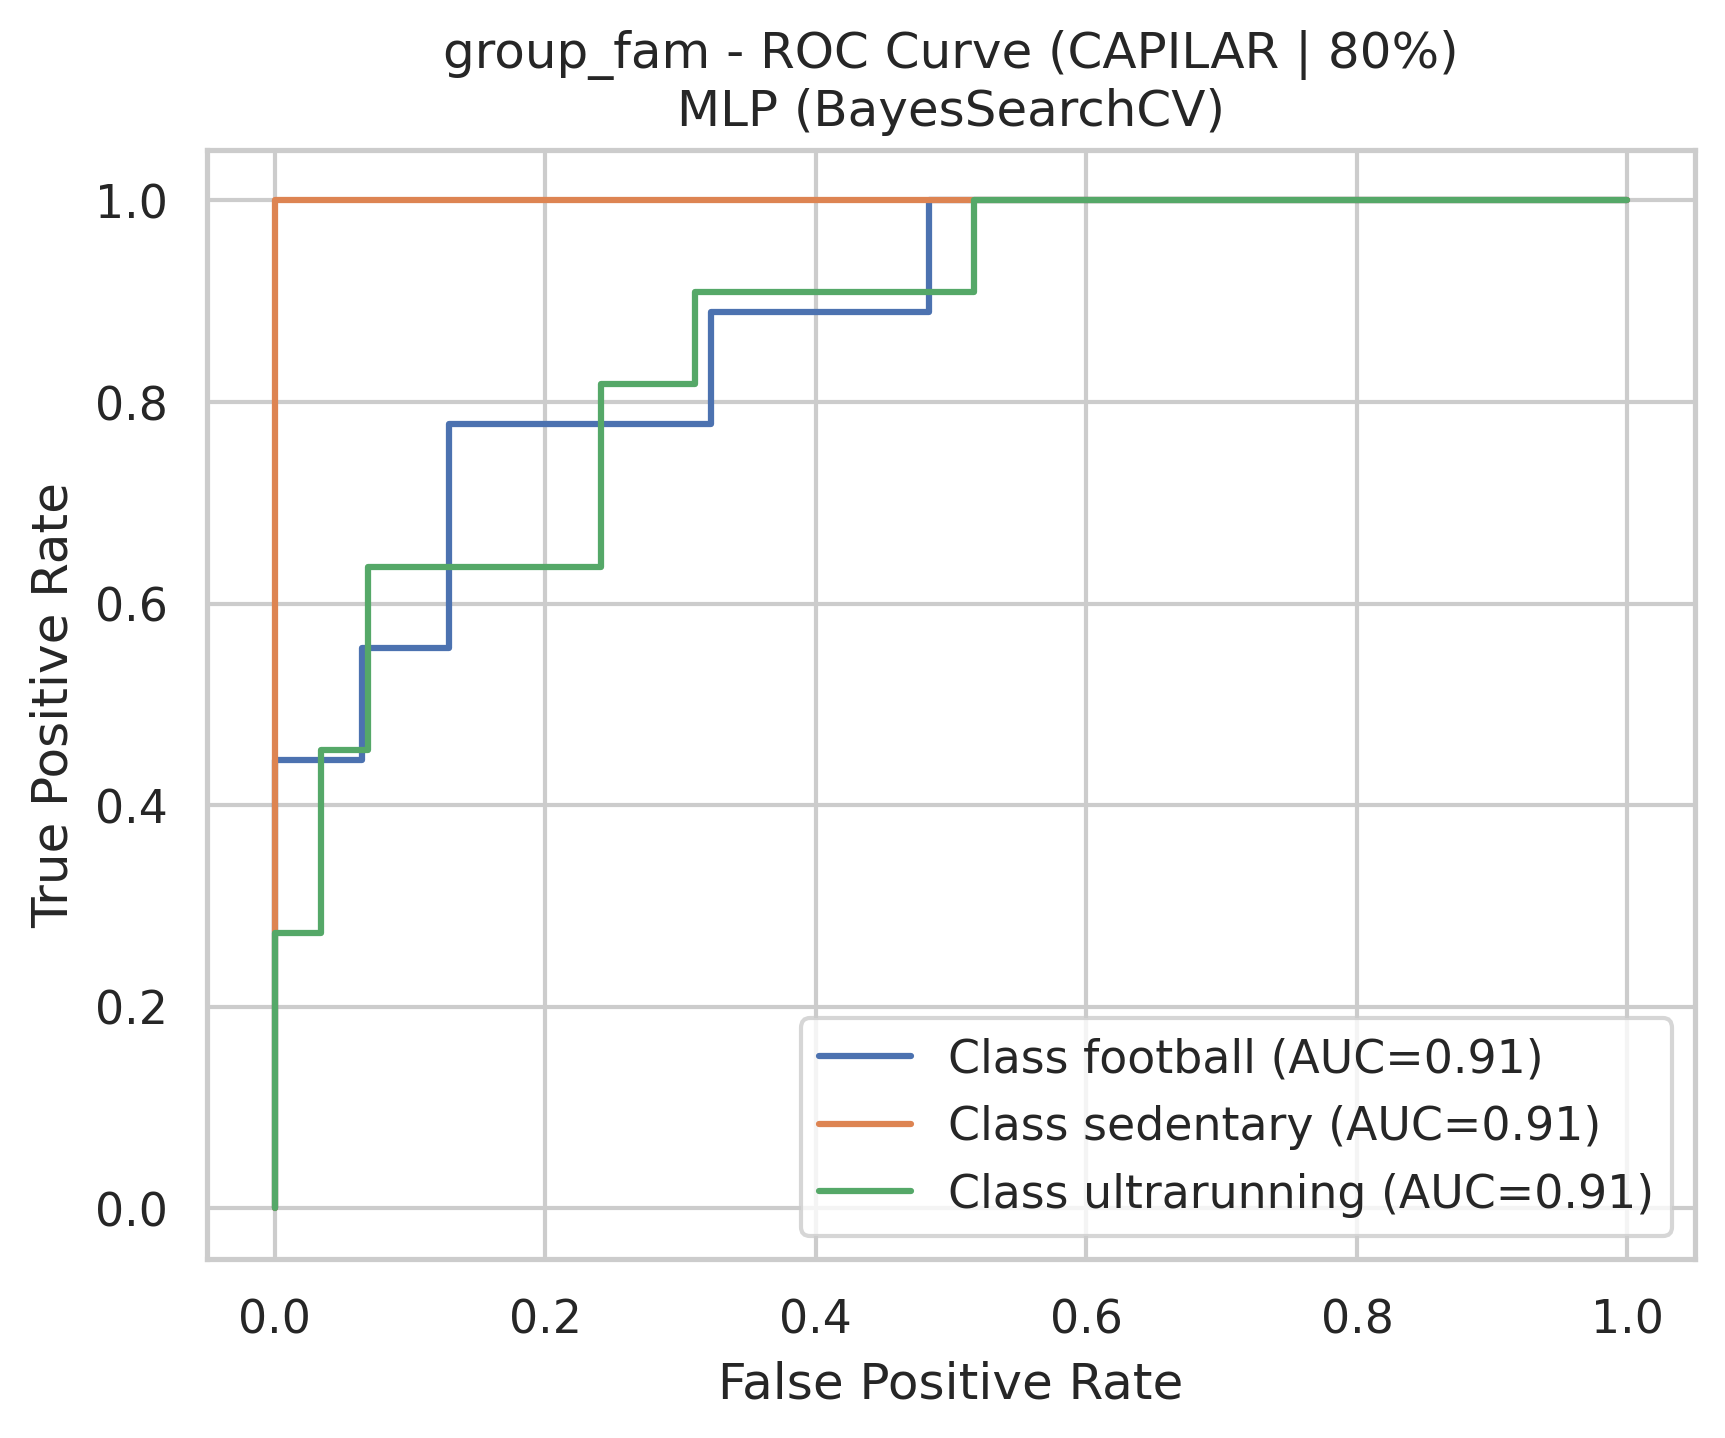 group_fam - ROC Curve (CAPILAR | 80%)
MLP (BayesSearchCV)
True Positive Rate
1.0
0.8
0.6
0.4
0.2
0.0
Class football (AUC=0.91)
Class sedentary (AUC=0.91)
Class ultrarunning (AUC=0.91)
0.0 0.2 0.4 0.6 0.8 1.0
False Positive Rate